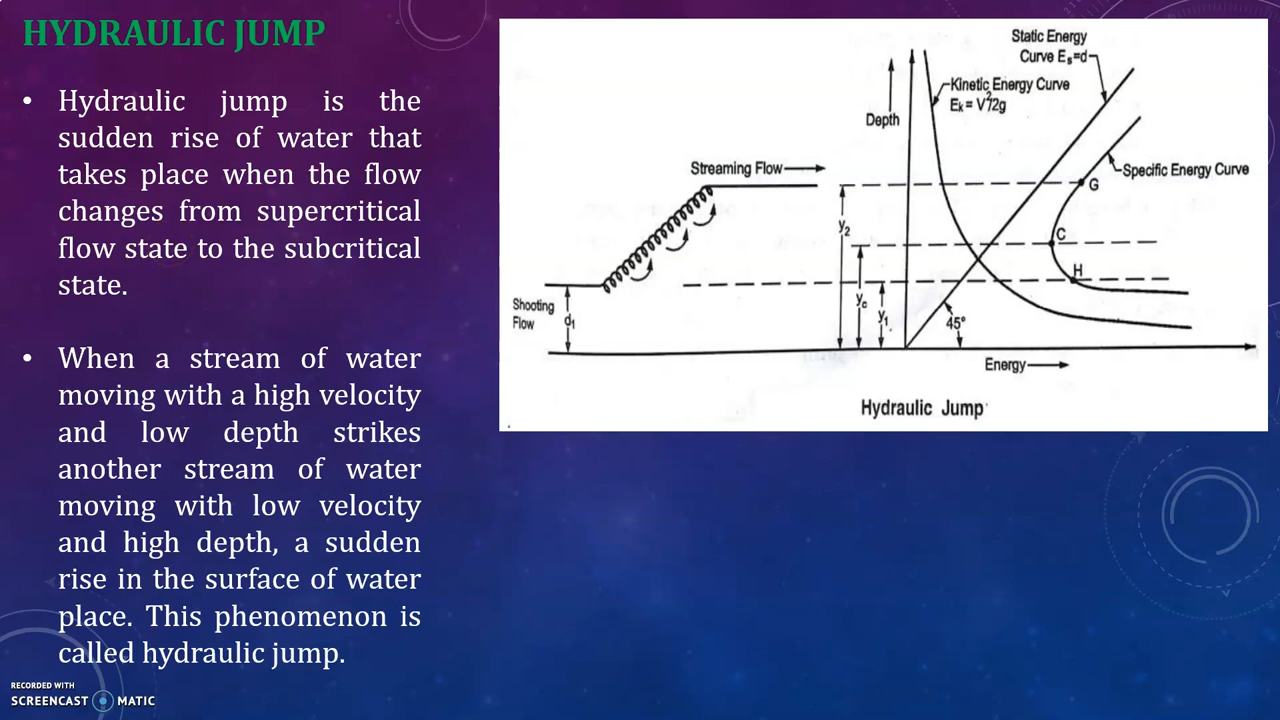 HYDRAULIC JUMP
• Hydraulic jump is the
sudden rise of water that
takes place when the flow
changes from supercritical
flow state to the subcritical
state.
• When a stream of water
moving with a high velocity
and low depth strikes
another stream of water
moving with low velocity
and high depth, a sudden
rise in the surface of water
place. This phenomenon is
called hydraulic jump.
Static Energy
Curve Es=d
Kinetic Energy Curve
Ek = V²/2g
Depth
Streaming Flow
Specific Energy Curve
G
y2
C
H
Shooting
Flow
d1
yc
y1
45°
Energy
Hydraulic Jump
RECORDED WITH
SCREENCAST MATIC